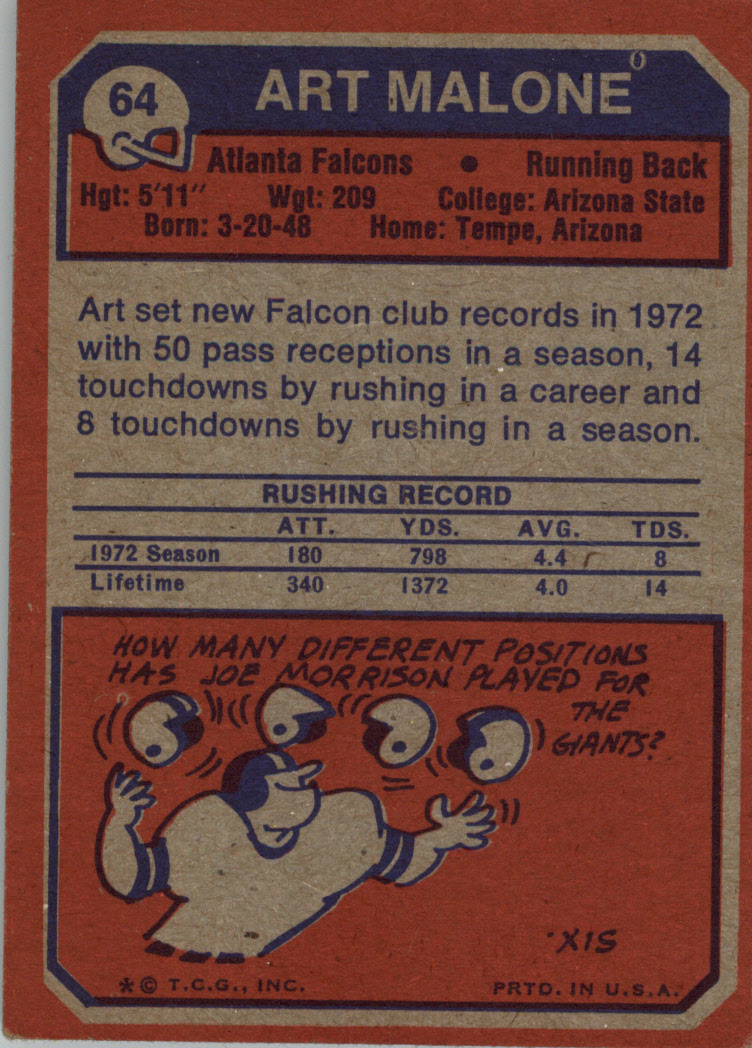 64
ART MALONE
Atlanta Falcons • Running Back
Hgt: 5'11" Wgt: 209 College: Arizona State
Born: 3-20-48 Home: Tempe, Arizona
Art set new Falcon club records in 1972
with 50 pass receptions in a season, 14
touchdowns by rushing in a career and
8 touchdowns by rushing in a season.
RUSHING RECORD
ATT. YDS. AVG. TDS.
1972 Season 180 798 4.4 8
Lifetime 340 1372 4.0 14
HOW MANY DIFFERENT POSITIONS
HAS JOE MORRISON PLAYED FOR
THE
GIANTS?
SIX.
*© T.C.G., INC. PRTD. IN U.S.A.